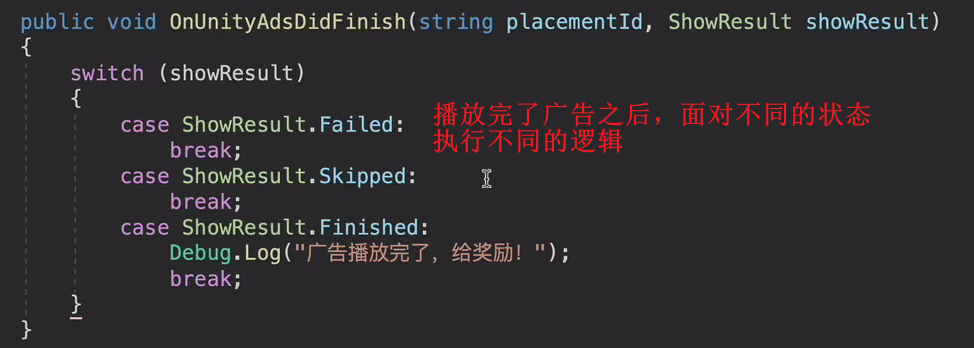 public void OnUnityAdsDidFinish(string placementId, ShowResult showResult)
{
switch (showResult)
{
case ShowResult.Failed:
播放完了广告之后，面对不同的状态
执行不同的逻辑
break;
case ShowResult.Skipped:
break;
case ShowResult.Finished:
Debug.Log("广告播放完了，给奖励！");
break;
}
}